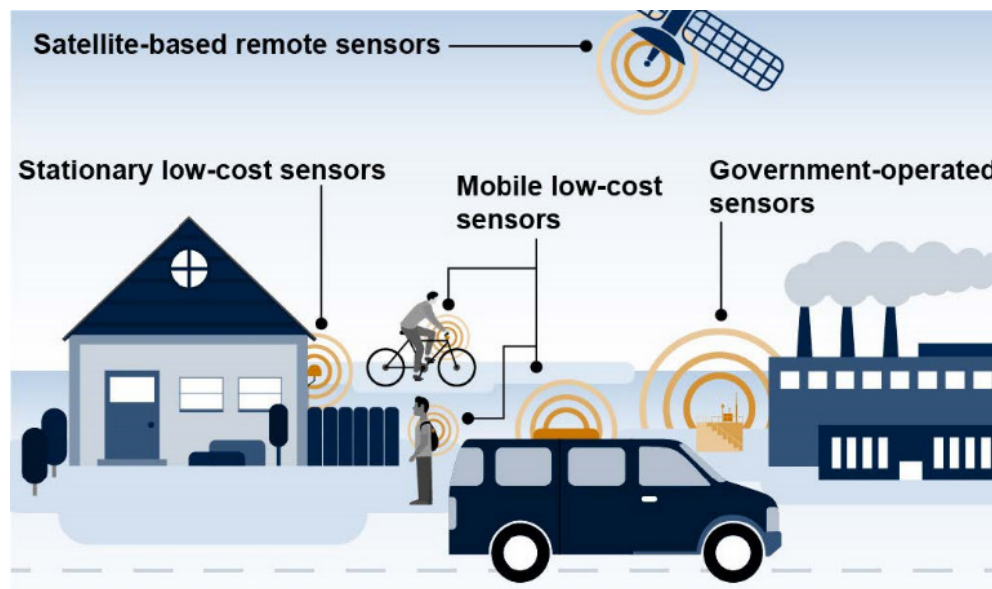 Satellite-based remote sensors
Stationary low-cost sensors
Mobile low-cost
sensors
Government-operated
sensors